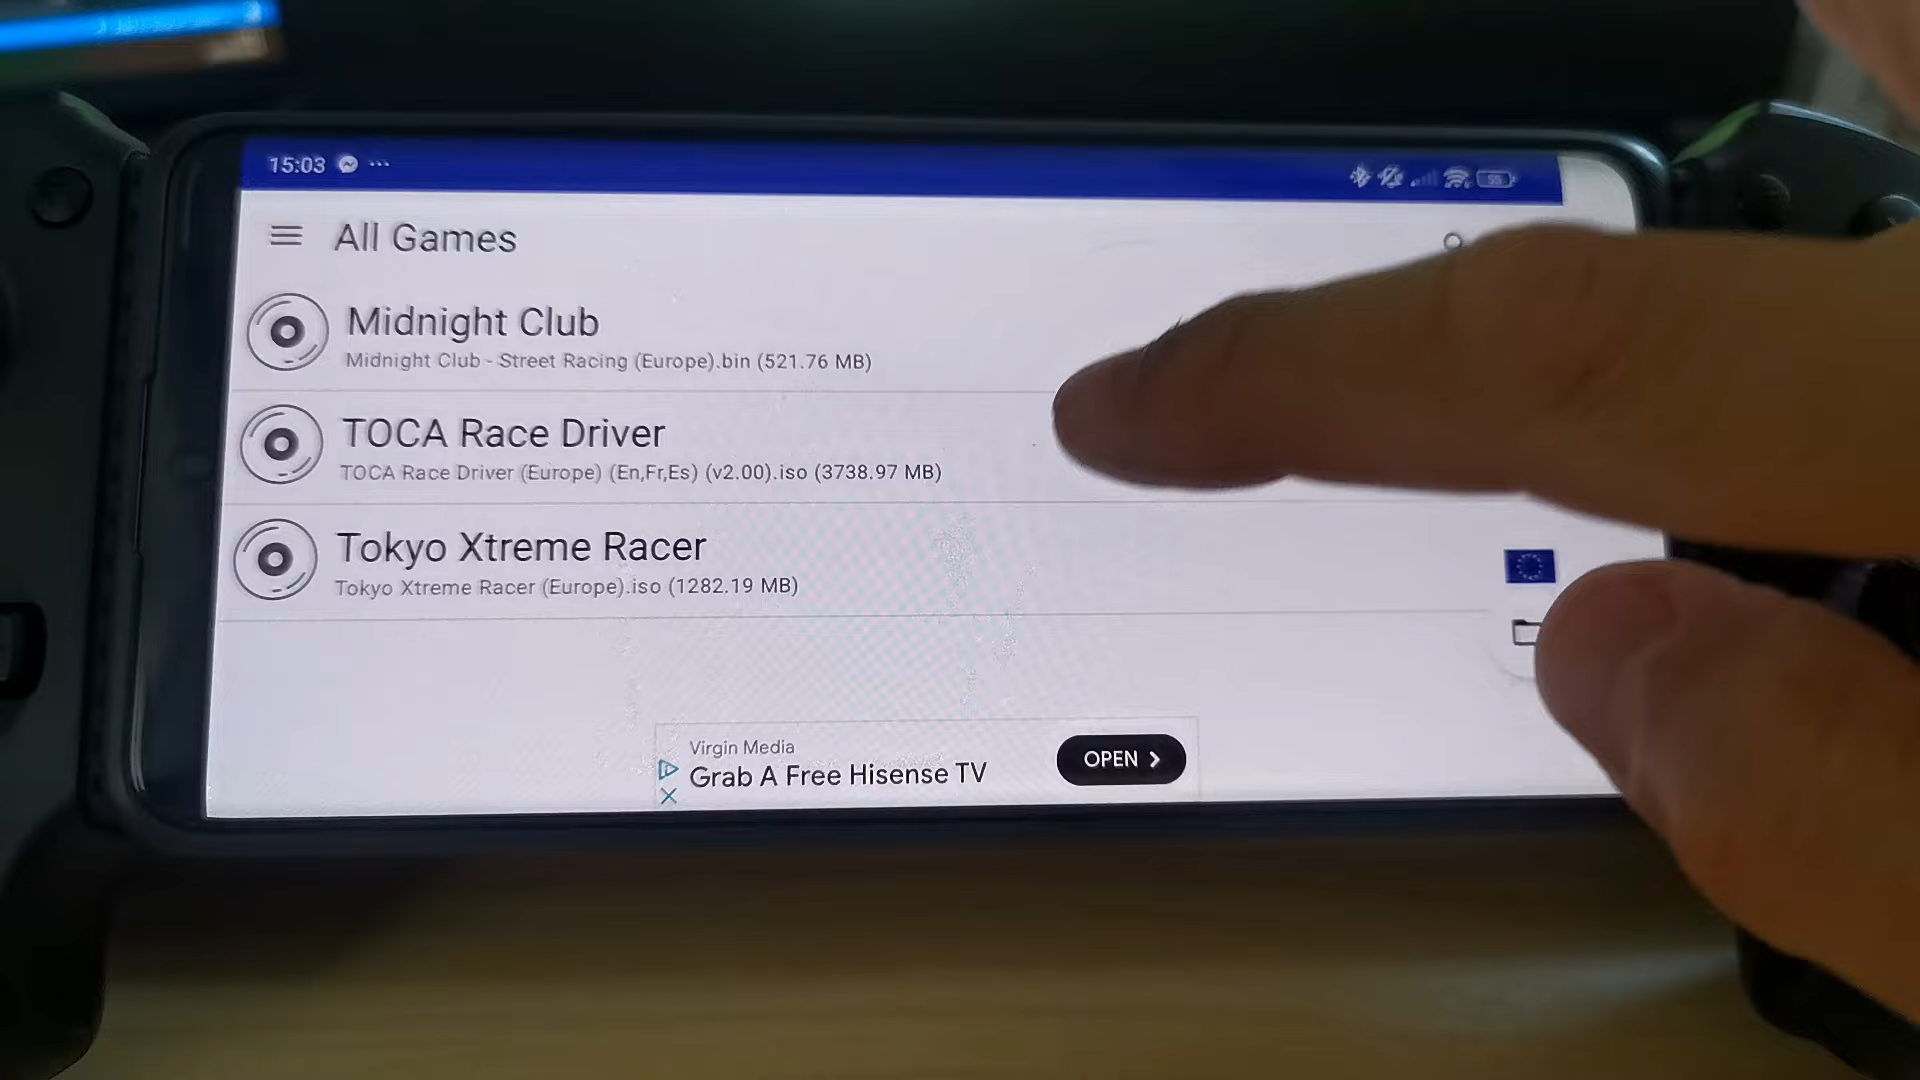 15:03
55
All Games
Midnight Club
Midnight Club - Street Racing (Europe).bin (521.76 MB)
TOCA Race Driver
TOCA Race Driver (Europe) (En,Fr,Es) (v2.00).iso (3738.97 MB)
Tokyo Xtreme Racer
Tokyo Xtreme Racer (Europe).iso (1282.19 MB)
Virgin Media
Grab A Free Hisense TV
OPEN